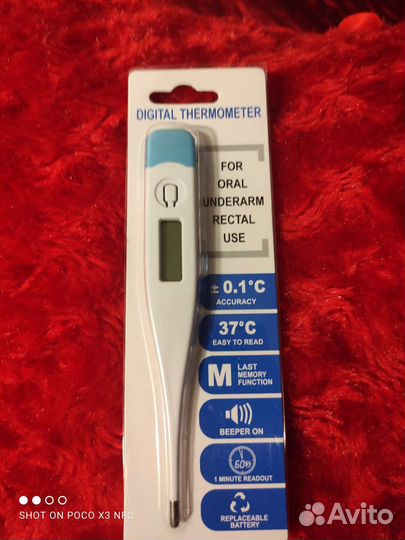 DIGITAL THERMOMETER
FOR
ORAL
UNDERARM
RECTAL
USE
± 0.1°C
ACCURACY
37°C
EASY TO READ
M LAST
MEMORY
FUNCTION
BEEPER ON
60
1 MINUTE READOUT
REPLACEABLE
BATTERY
SHOT ON POCO X3 NFC
Avito